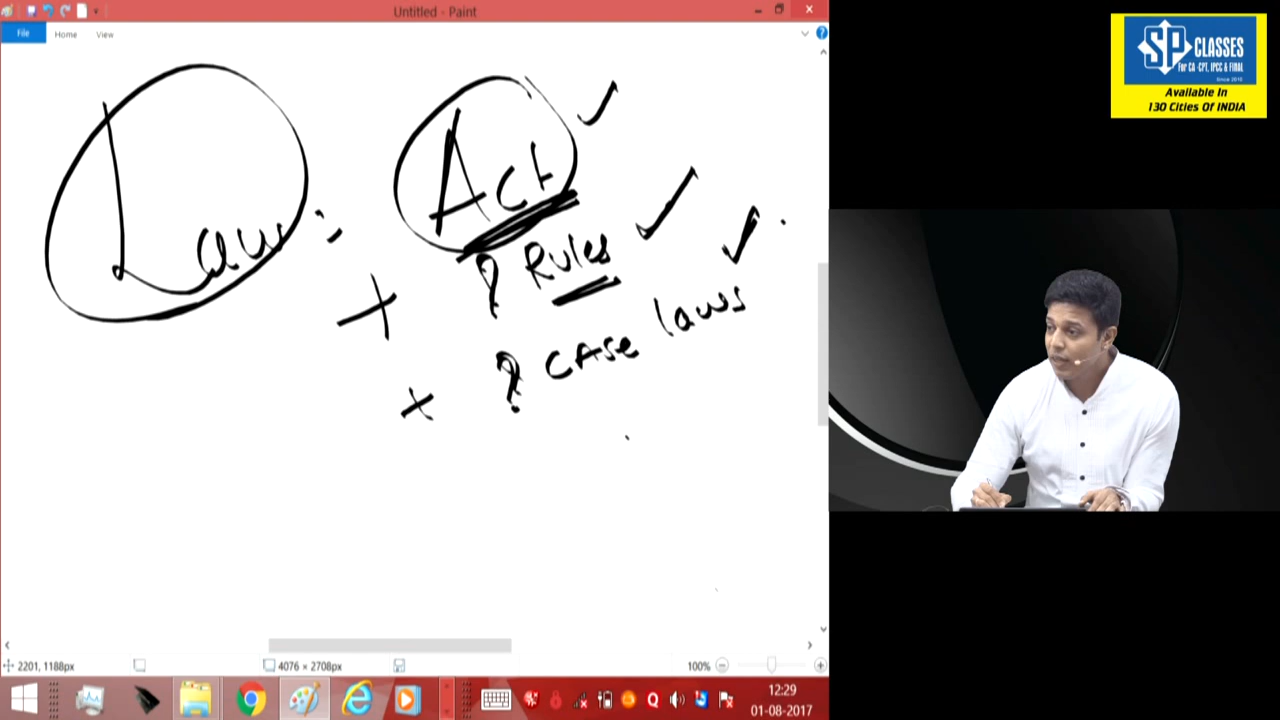 Untitled - Paint
File Home View
Law :
Act
+ ? Rules
+ ? CASE laws
2201, 1188px
4076 × 2708px
100%
12:29
01-08-2017
SP CLASSES
For CA -CPT, IPCC & FINAL
Since 2010
Available In
130 Cities Of INDIA